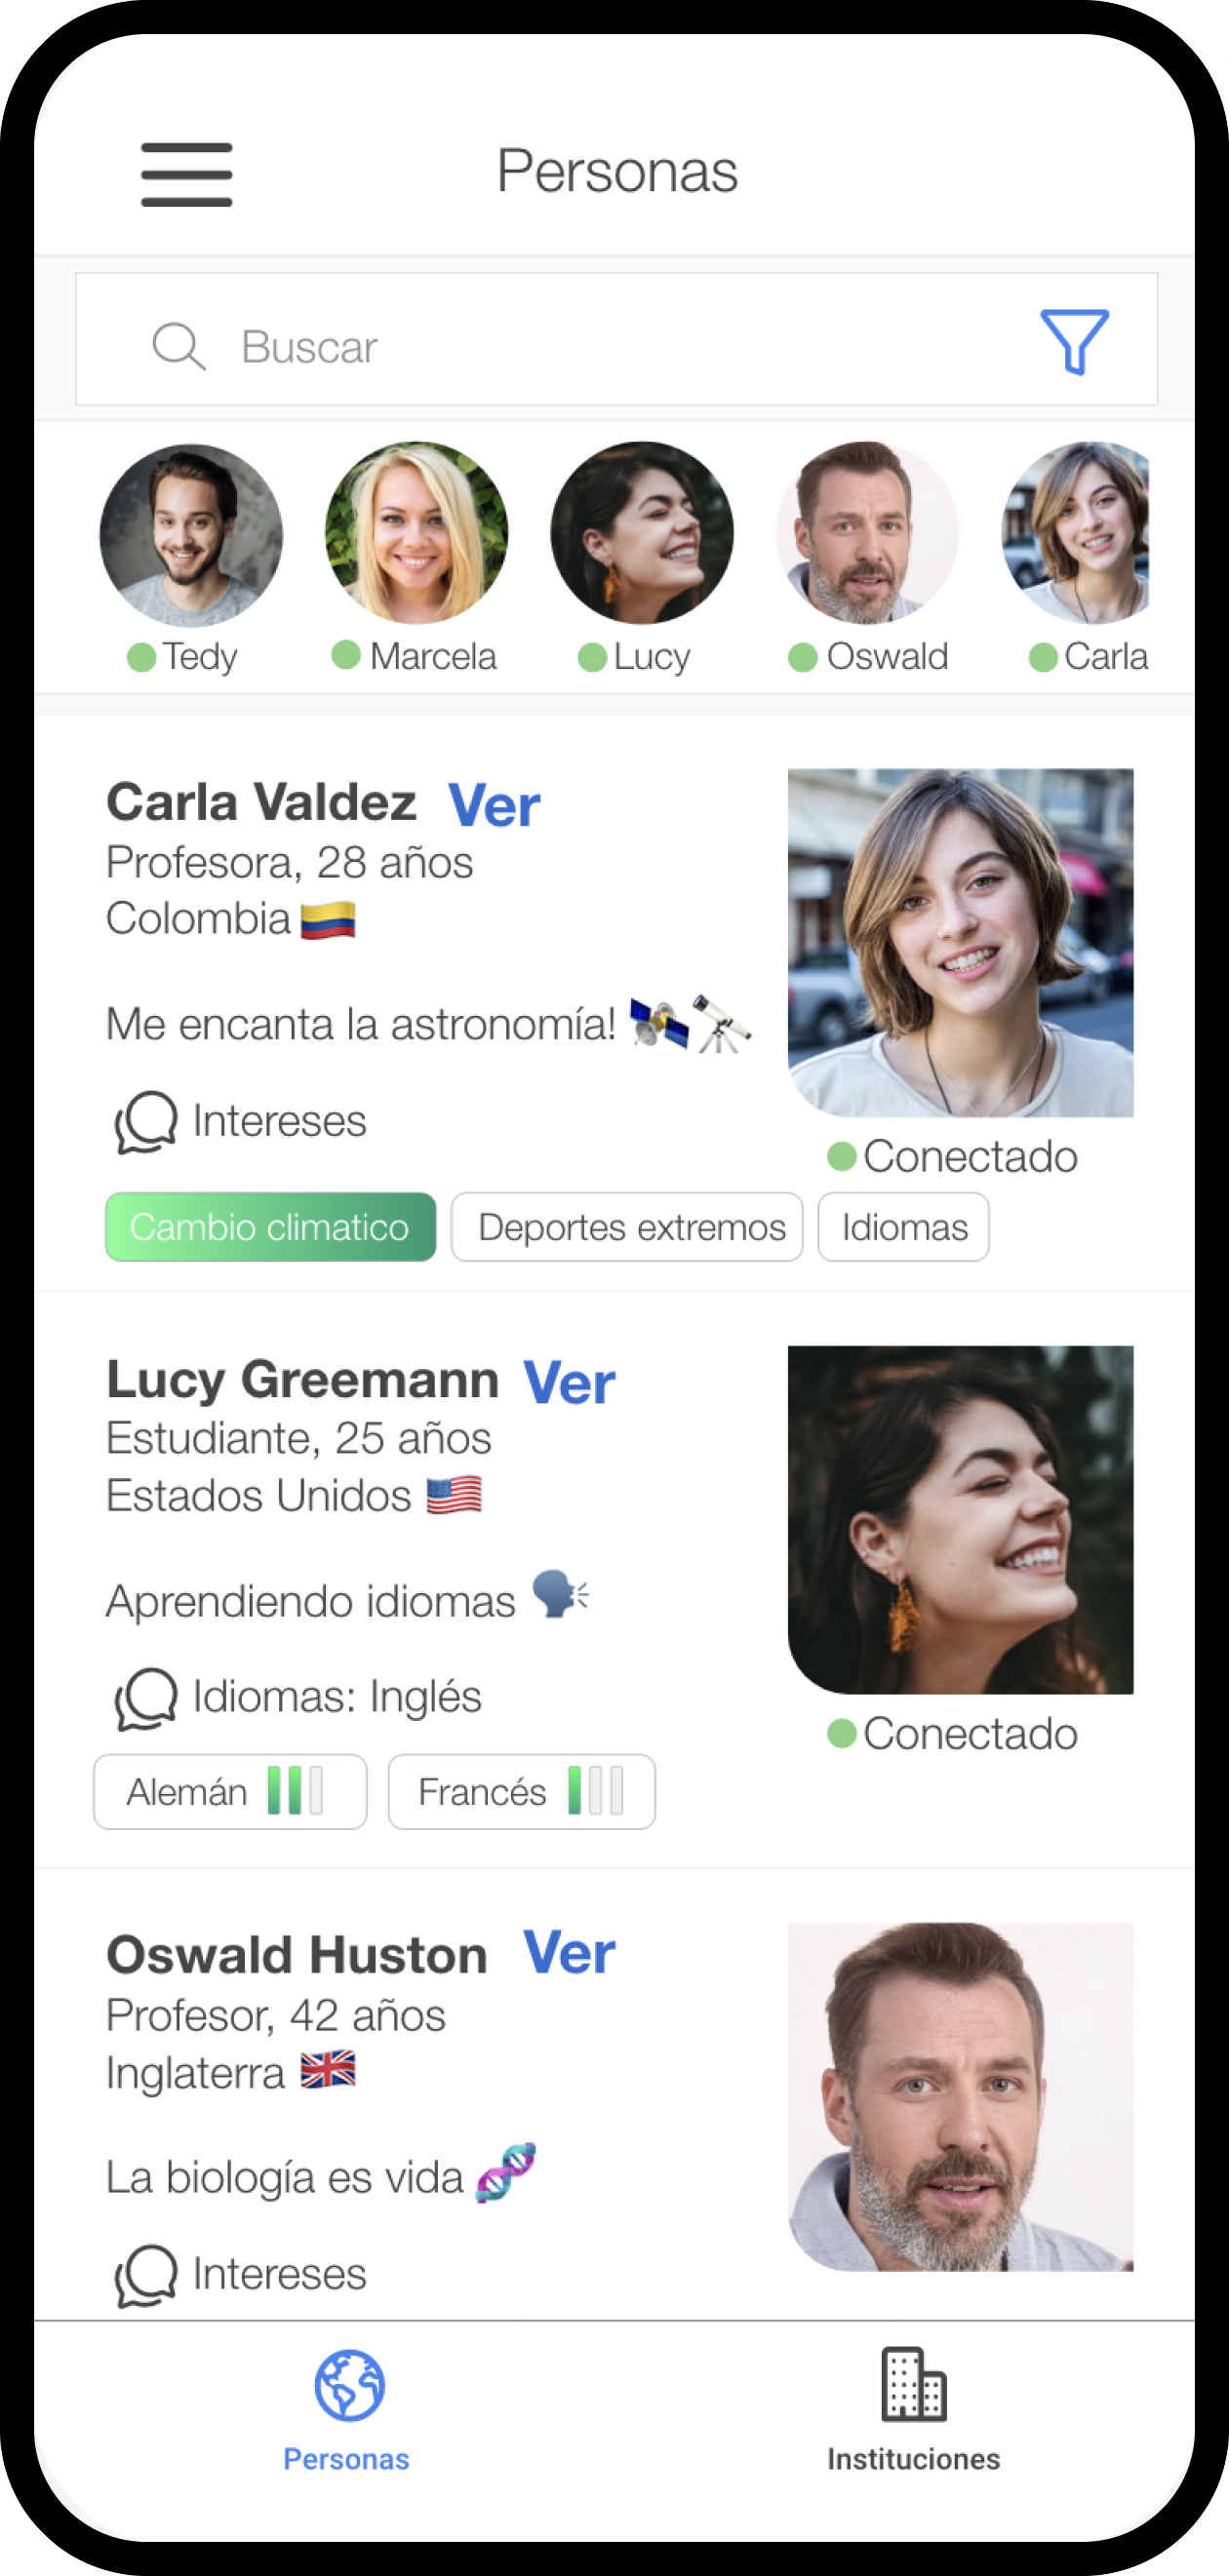 Personas
Buscar
Tedy
Marcela
Lucy
Oswald
Carla
Carla Valdez Ver
Profesora, 28 años
Colombia
Me encanta la astronomía!
Intereses
Conectado
Cambio climatico
Deportes extremos
Idiomas
Lucy Greemann Ver
Estudiante, 25 años
Estados Unidos
Aprendiendo idiomas
Idiomas: Inglés
Conectado
Alemán
Francés
Oswald Huston Ver
Profesor, 42 años
Inglaterra
La biología es vida
Intereses
Personas
Instituciones